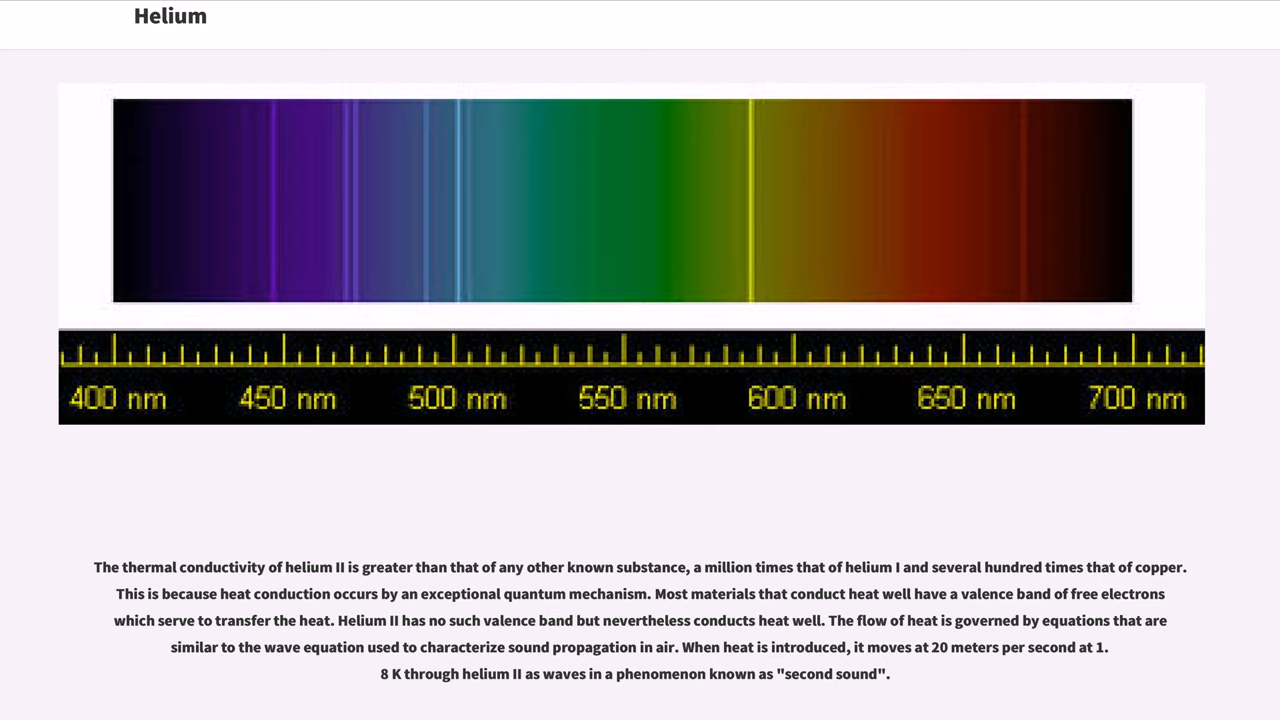 Helium
400 nm 450 nm 500 nm 550 nm 600 nm 650 nm 700 nm
The thermal conductivity of helium II is greater than that of any other known substance, a million times that of helium I and several hundred times that of copper.
This is because heat conduction occurs by an exceptional quantum mechanism. Most materials that conduct heat well have a valence band of free electrons
which serve to transfer the heat. Helium II has no such valence band but nevertheless conducts heat well. The flow of heat is governed by equations that are
similar to the wave equation used to characterize sound propagation in air. When heat is introduced, it moves at 20 meters per second at 1.
8 K through helium II as waves in a phenomenon known as "second sound".